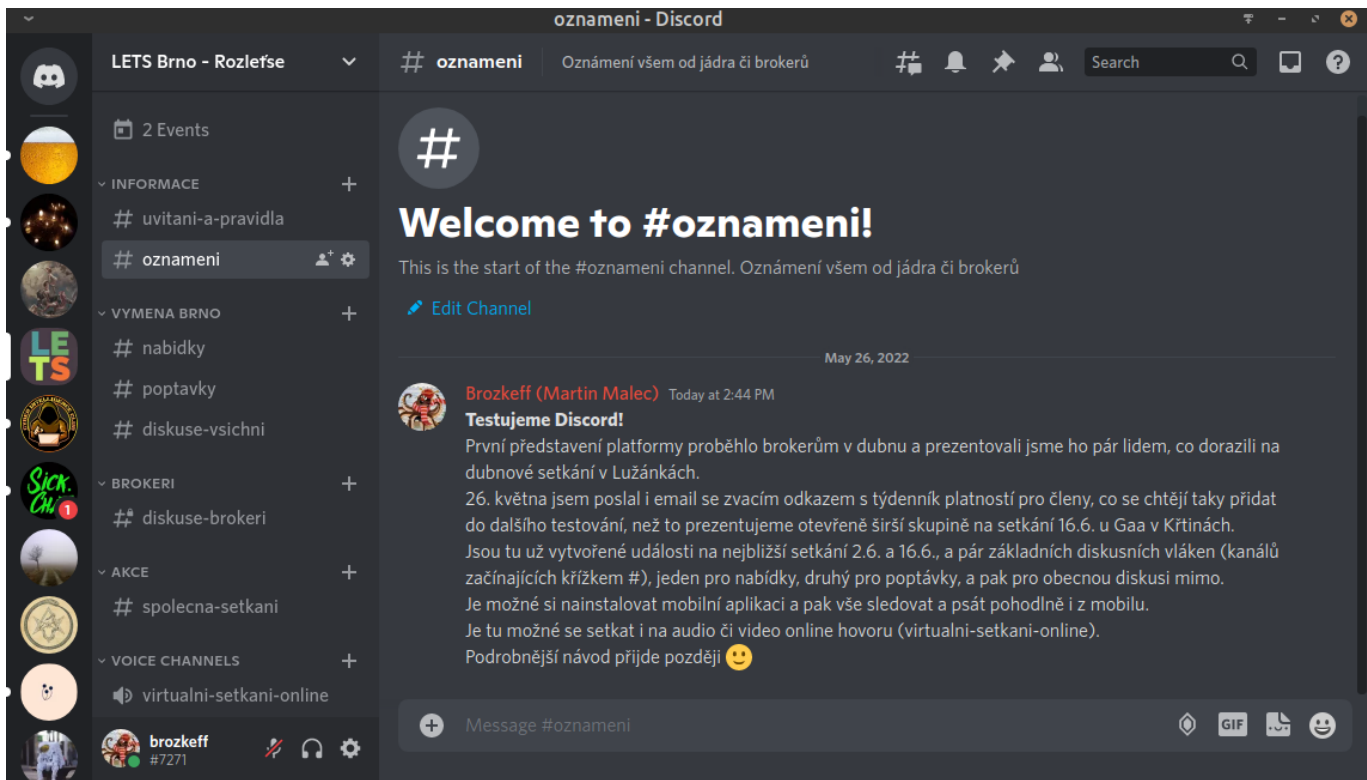 oznameni - Discord
LETS Brno - Rozleťse
2 Events
INFORMACE
uvitani-a-pravidla
oznameni
VYMENA BRNO
nabidky
poptavky
diskuse-vsichni
BROKERI
diskuse-brokeri
AKCE
spolecna-setkani
VOICE CHANNELS
virtualni-setkani-online
brozkeff
#7271
LE
TS
SICK.
1
# oznameni
Oznámení všem od jádra či brokerů
Search
#
Welcome to #oznameni!
This is the start of the #oznameni channel. Oznámení všem od jádra či brokerů
Edit Channel
May 26, 2022
Brozkeff (Martin Malec) Today at 2:44 PM
Testujeme Discord!
První představení platformy proběhlo brokerům v dubnu a prezentovali jsme ho pár lidem, co dorazili na
dubnové setkání v Lužánkách.
26. května jsem poslal i email se zvacím odkazem s týdenník platností pro členy, co se chtějí taky přidat
do dalšího testování, než to prezentujeme otevřeně širší skupině na setkání 16.6. u Gaa v Křtinách.
Jsou tu už vytvořené události na nejbližší setkání 2.6. a 16.6., a pár základních diskusních vláken (kanálů
začínajících křížkem #), jeden pro nabídky, druhý pro poptávky, a pak pro obecnou diskusi mimo.
Je možné si nainstalovat mobilní aplikaci a pak vše sledovat a psát pohodlně i z mobilu.
Je tu možné se setkat i na audio či video online hovoru (virtualni-setkani-online).
Podrobnější návod přijde později 🙂
Message #oznameni
GIF